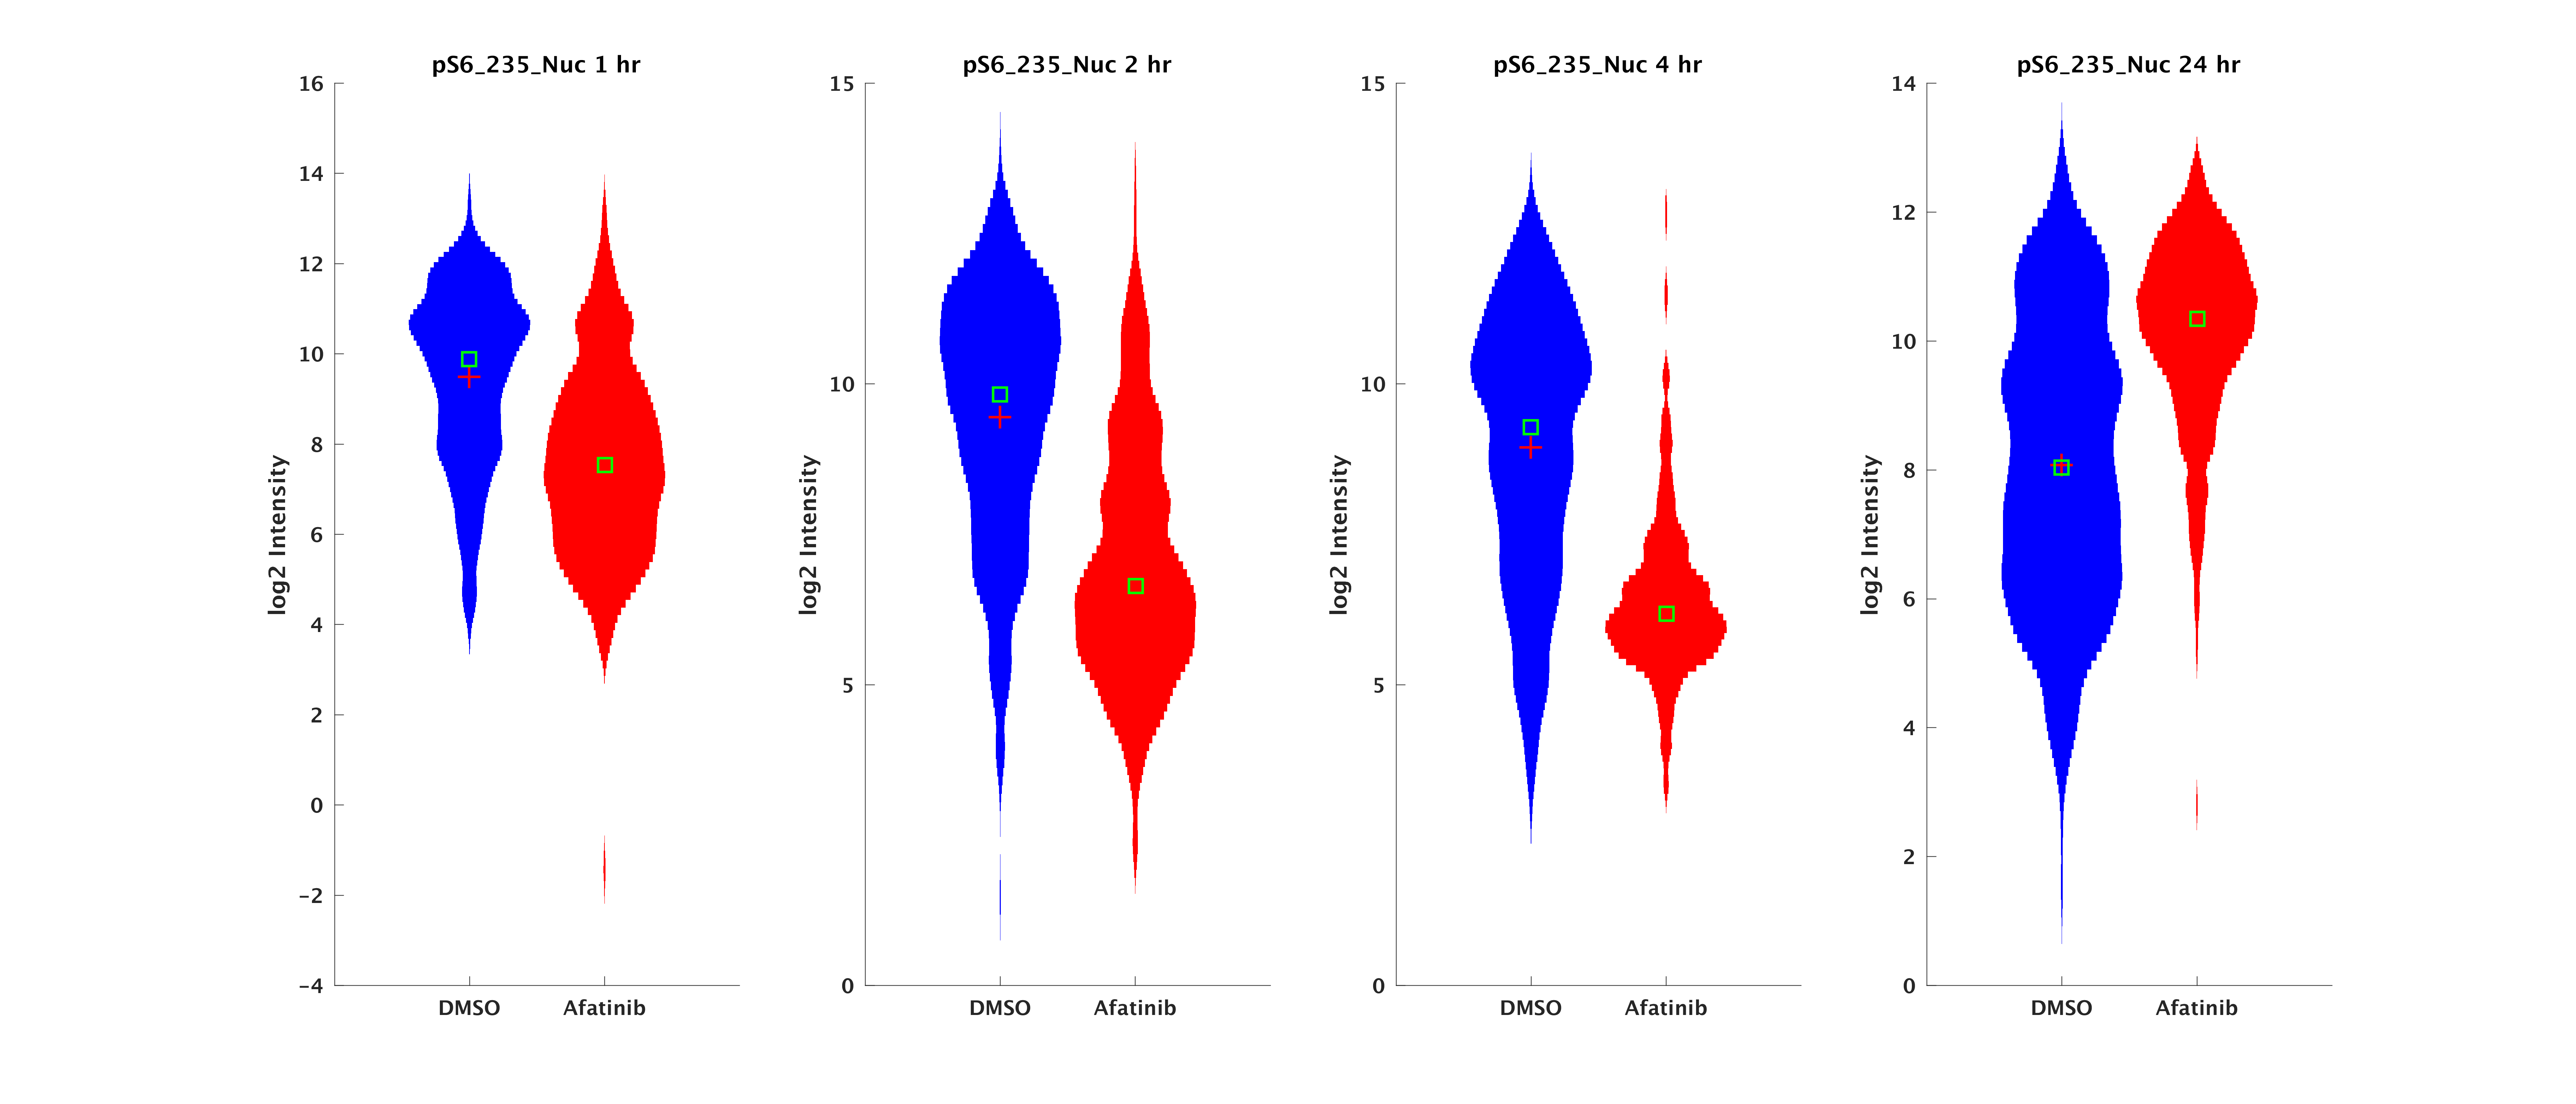 pS6_235_Nuc 1 hr
log2 Intensity
16
14
12
10
8
6
4
2
0
-2
-4
DMSO Afatinib
pS6_235_Nuc 2 hr
log2 Intensity
15
10
5
0
DMSO Afatinib
pS6_235_Nuc 4 hr
log2 Intensity
15
10
5
0
DMSO Afatinib
pS6_235_Nuc 24 hr
log2 Intensity
14
12
10
8
6
4
2
0
DMSO Afatinib